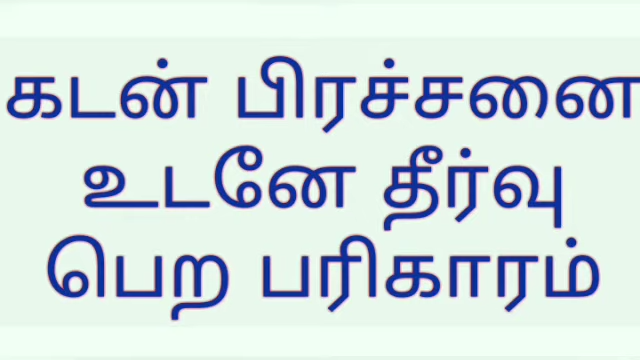 கடன் பிரச்சனை
உடனே தீர்வு
பெற பரிகாரம்